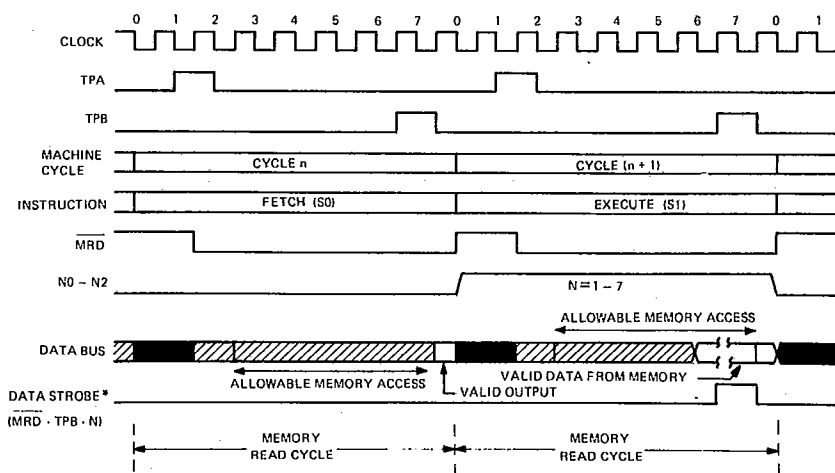 0 1 2 3 4 5 6 7 0 1 2 3 4 5 6 7 0 1
CLOCK
TPA
TPB
MACHINE CYCLE
CYCLE n
CYCLE (n + 1)
INSTRUCTION
FETCH (S0)
EXECUTE (S1)
MRD
N0 – N2
N = 1 – 7
ALLOWABLE MEMORY ACCESS
DATA BUS
ALLOWABLE MEMORY ACCESS
VALID DATA FROM MEMORY
VALID OUTPUT
DATA STROBE*
(MRD · TPB · N)
MEMORY READ CYCLE
MEMORY READ CYCLE